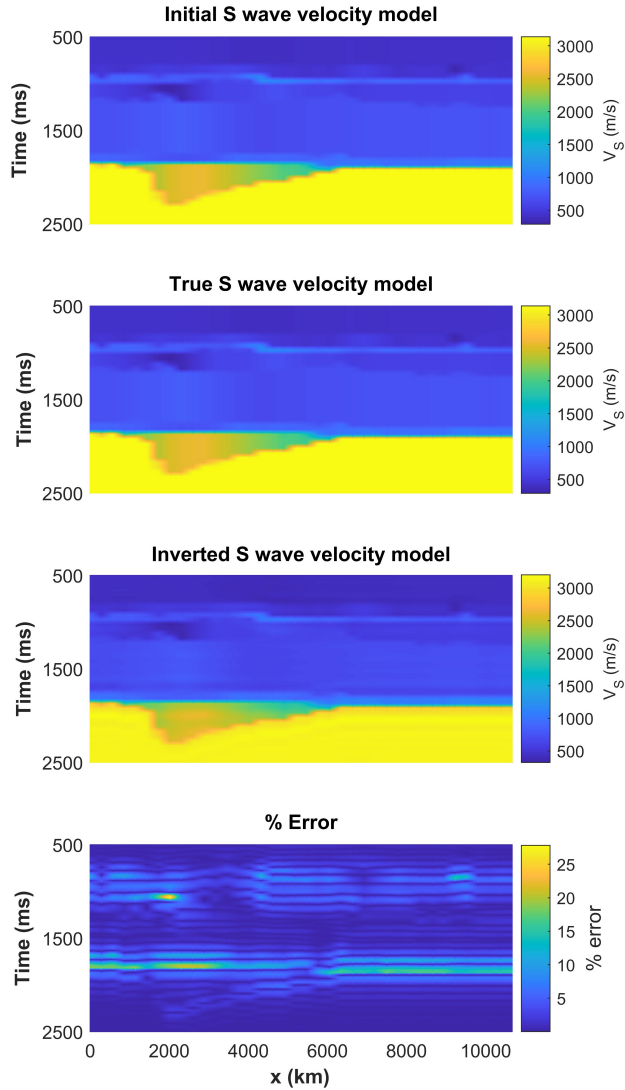 Initial S wave velocity model
500
1500
2500
Time (ms)
3000
2500
2000
1500
1000
500
V_S (m/s)
True S wave velocity model
500
1500
2500
Time (ms)
3000
2500
2000
1500
1000
500
V_S (m/s)
Inverted S wave velocity model
500
1500
2500
Time (ms)
3000
2500
2000
1500
1000
500
V_S (m/s)
% Error
500
1500
2500
Time (ms)
25
20
15
10
5
% error
0 2000 4000 6000 8000 10000
x (km)